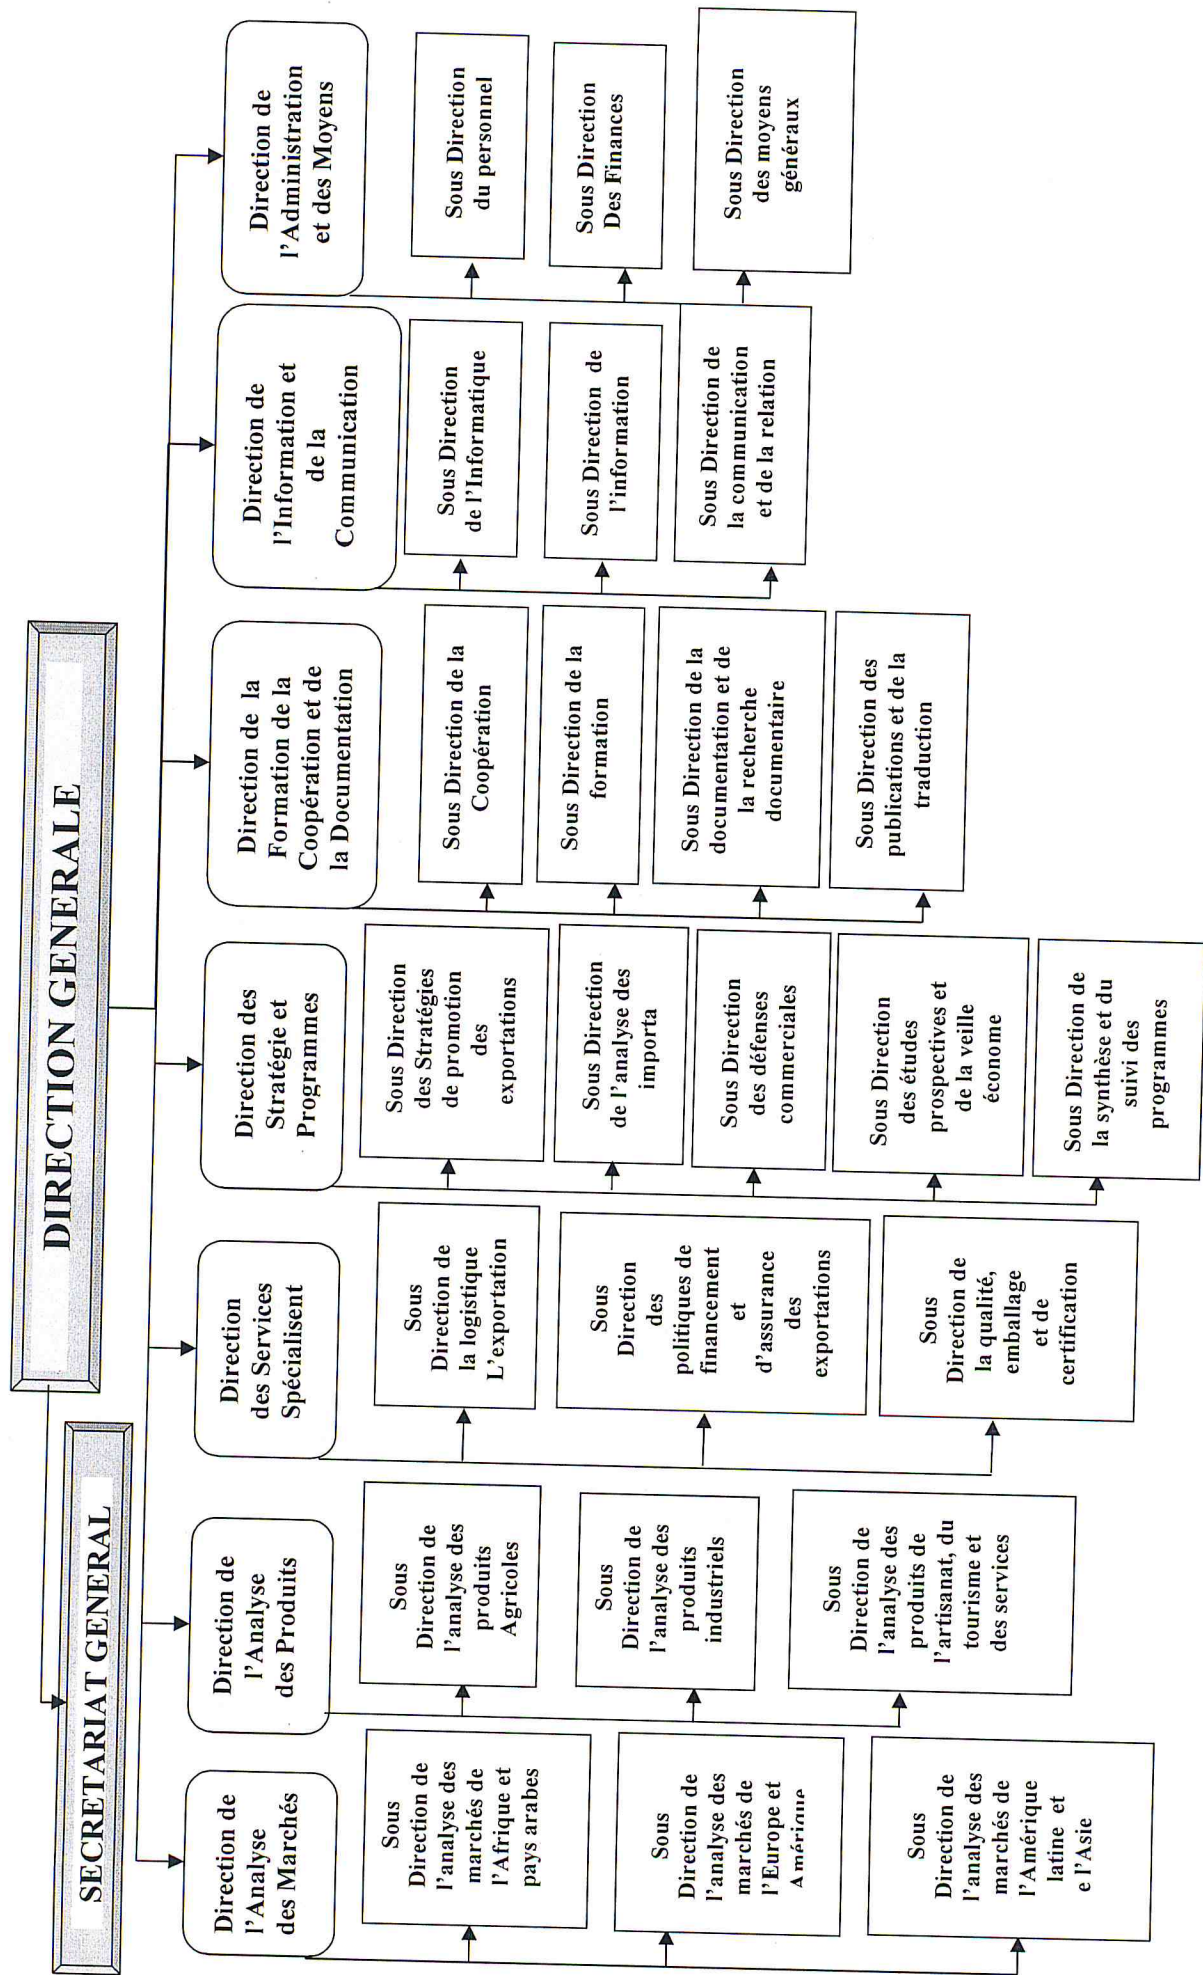 DIRECTION GENERALE
SECRETARIAT GENERAL
Direction de
l'Analyse
des Marchés
Sous
Direction de
l'analyse des
marchés de
l'Afrique et
pays arabes
Sous
Direction de
l'analyse des
marchés de
l'Europe et
Amérique
Sous
Direction de
l'analyse des
marchés de
l'Amérique
latine et
e l'Asie
Direction de
l'Analyse
des Produits
Sous
Direction de
l'analyse des
produits
Agricoles
Sous
Direction de
l'analyse des
produits
industriels
Sous
Direction de
l'analyse des
produits de
l'artisanat, du
tourisme et
des services
Direction
des Services
Spécialisent
Sous
Direction de
la logistique
L'exportation
Sous
Direction
des
politiques de
financement
et
d'assurance
des
exportations
Sous
Direction de
la qualité,
emballage
et de
certification
Direction des
Stratégie et
Programmes
Sous Direction
des Stratégies
de promotion
des
exportations
Sous Direction
de l'analyse des
importa
Sous Direction
des défenses
commerciales
Sous Direction
des études
prospectives et
de la veille
économe
Sous Direction de
la synthèse et du
suivi des
programmes
Direction de la
Formation de la
Coopération et de
la Documentation
Sous Direction de la
Coopération
Sous Direction de la
formation
Sous Direction de la
documentation et de
la recherche
documentaire
Sous Direction des
publications et de la
traduction
Direction de
l'Information et
de la
Communication
Sous Direction
de l'Informatique
Sous Direction de
l'information
Sous Direction de
la communication
et de la relation
Direction de
l'Administration
et des Moyens
Sous Direction
du personnel
Sous Direction
Des Finances
Sous Direction
des moyens
généraux